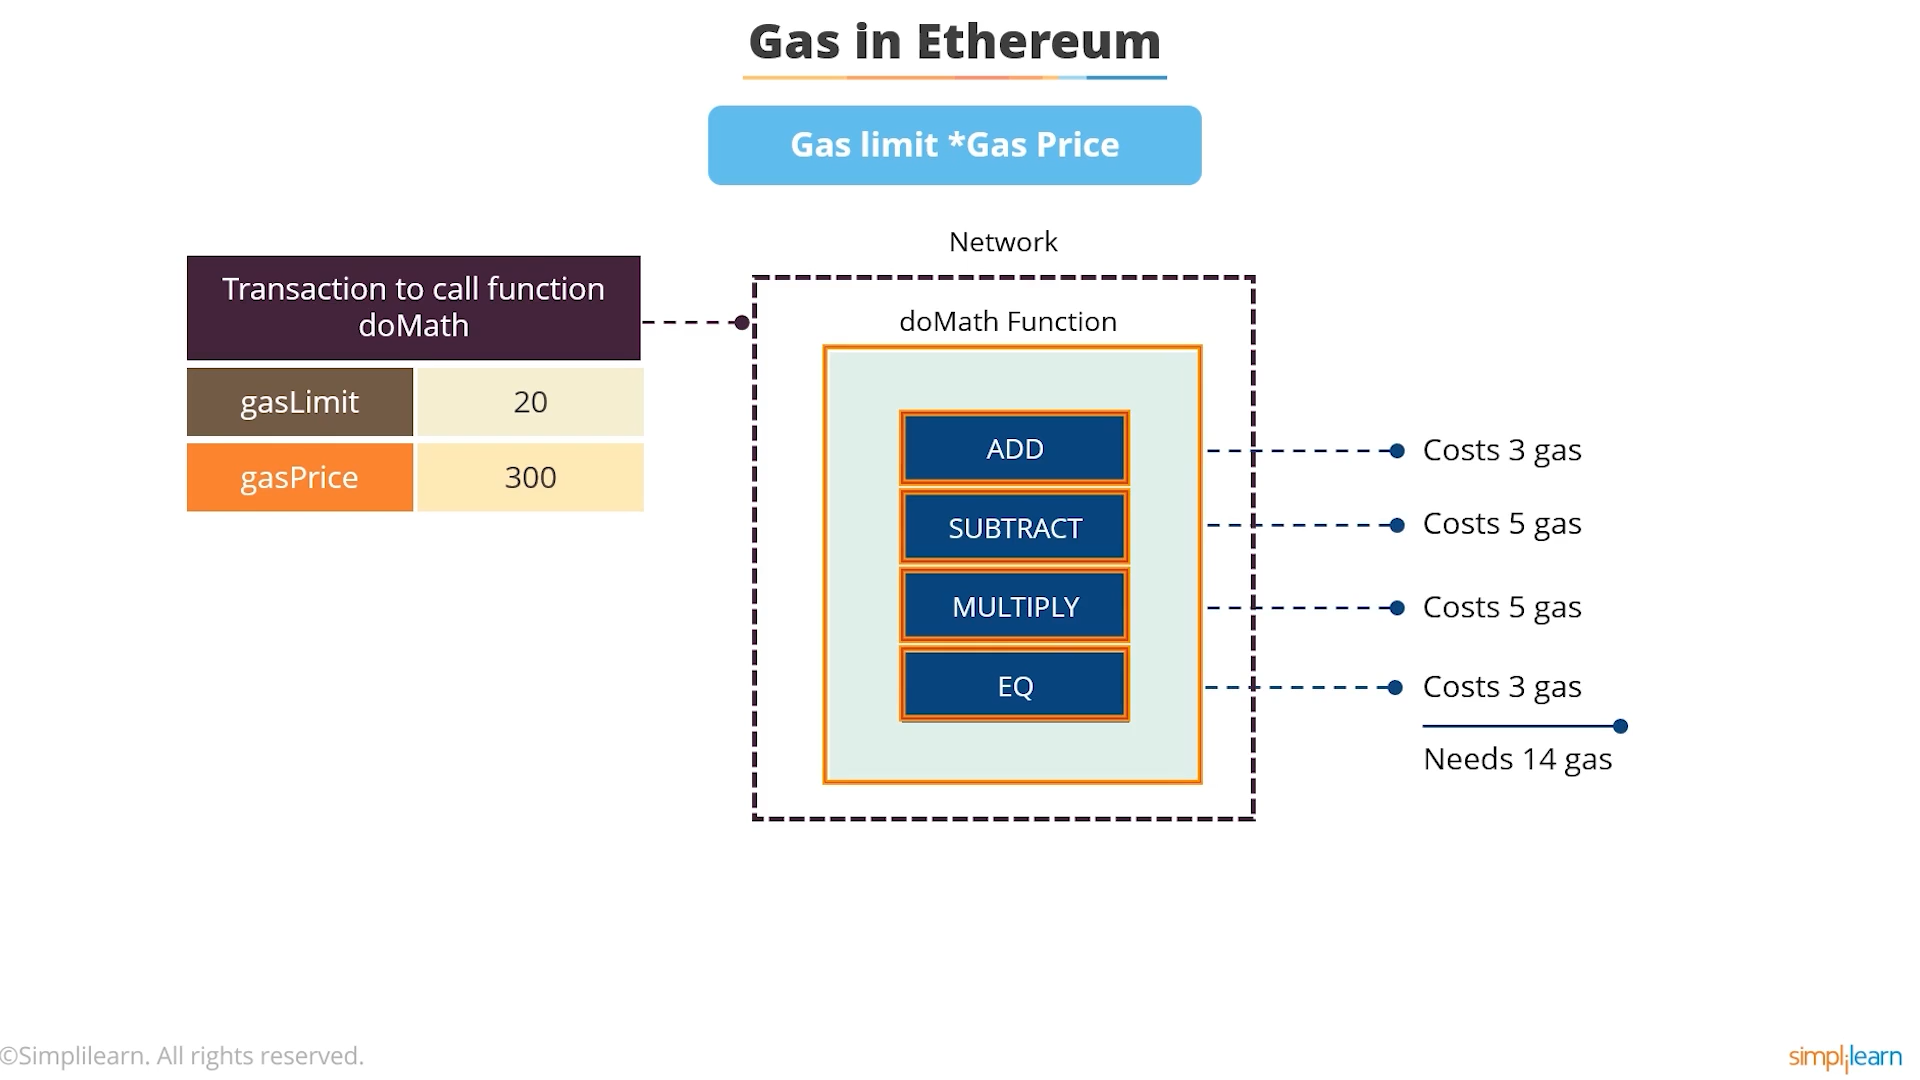 Gas in Ethereum
Gas limit *Gas Price
Network
Transaction to call function
doMath
gasLimit
20
gasPrice
300
doMath Function
ADD
SUBTRACT
MULTIPLY
EQ
Costs 3 gas
Costs 5 gas
Costs 5 gas
Costs 3 gas
Needs 14 gas
©Simplilearn. All rights reserved.
simplilearn